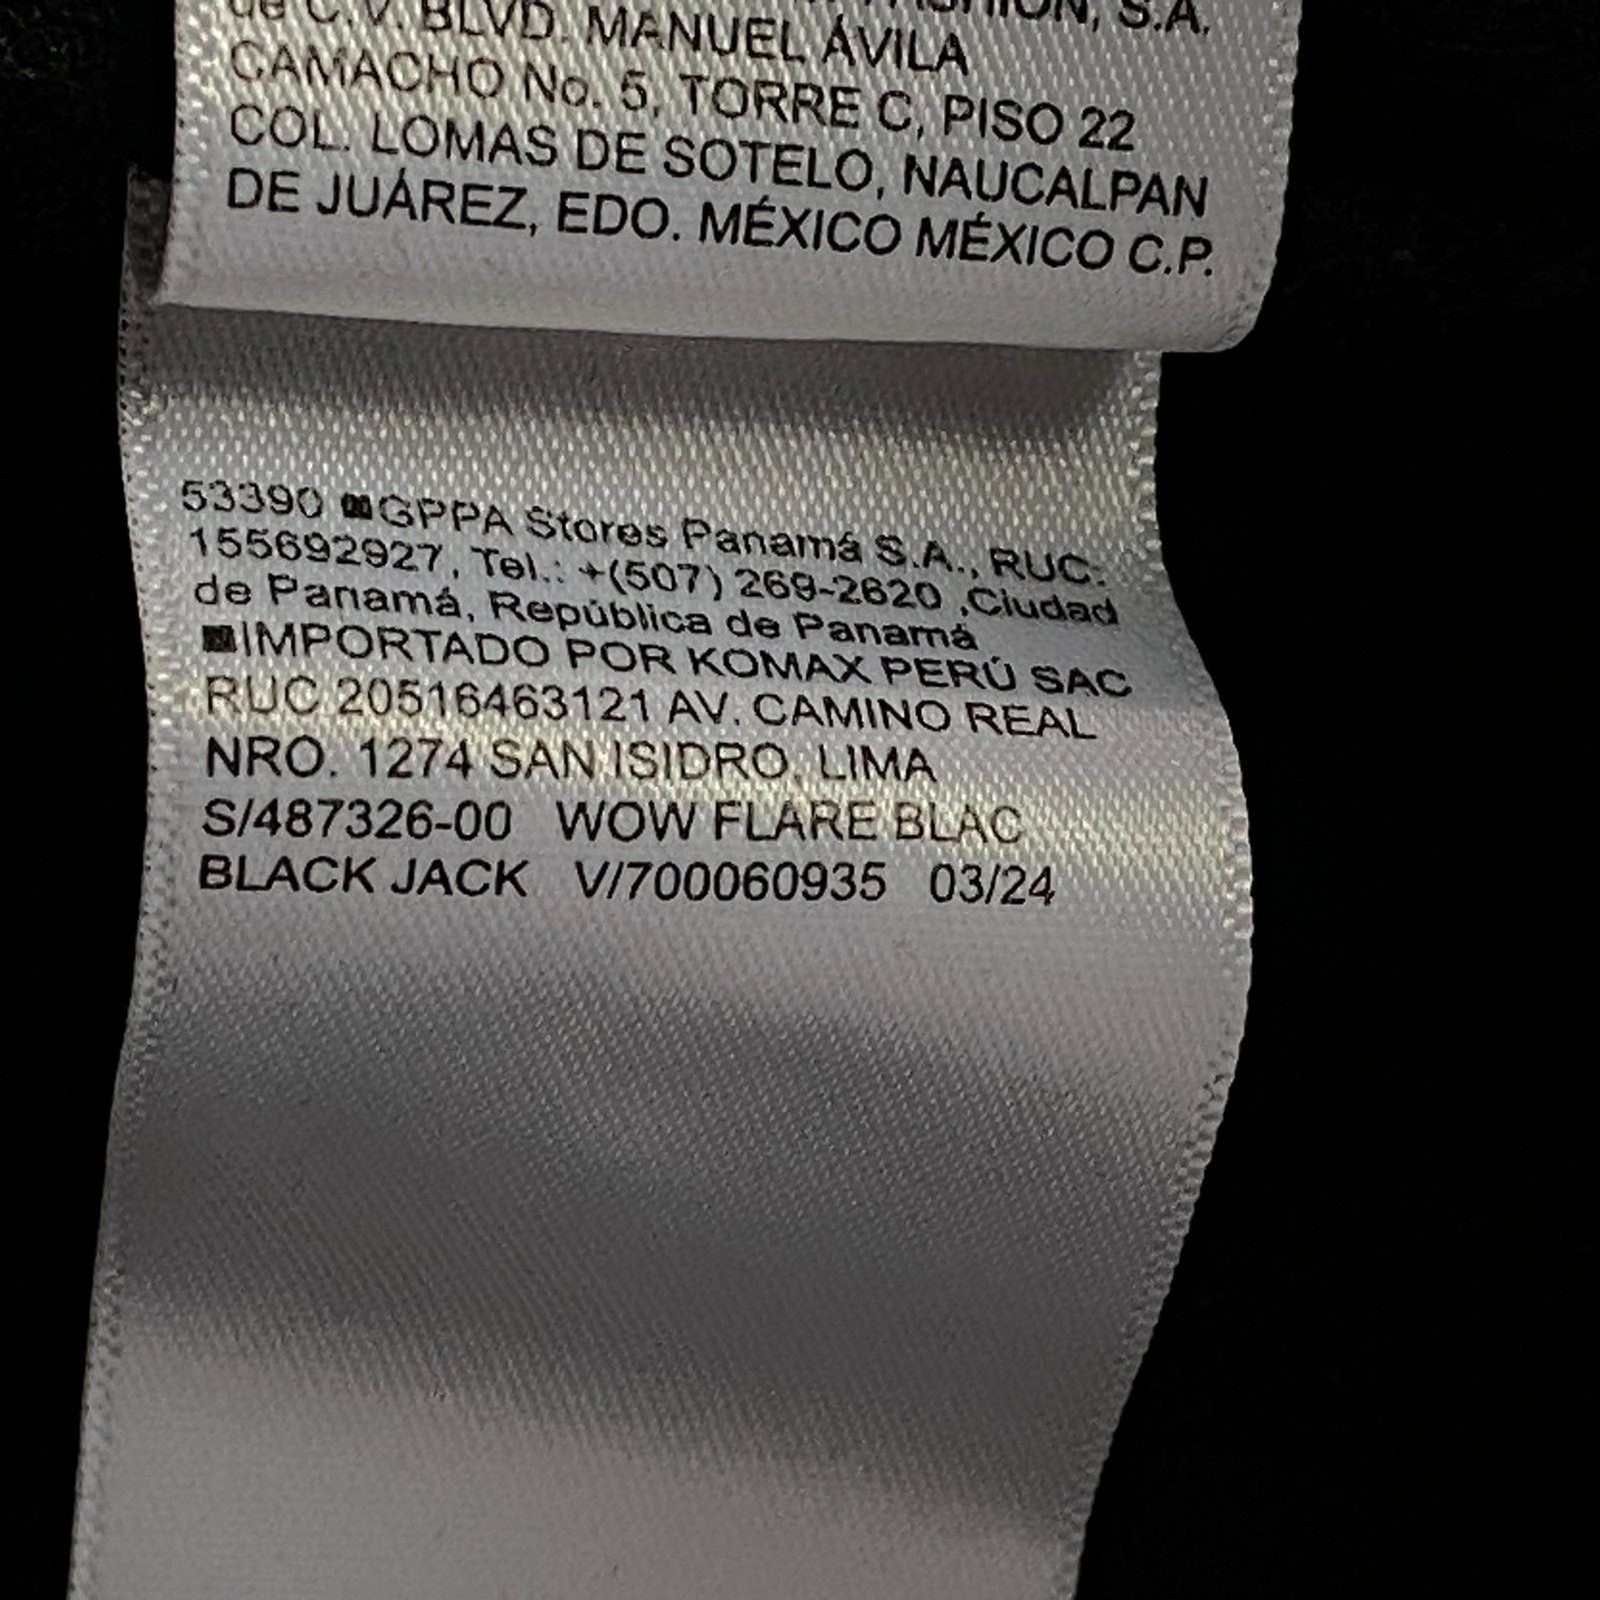 FASHION, S.A.
de C.V. BLVD. MANUEL ÁVILA
CAMACHO No. 5, TORRE C, PISO 22
COL. LOMAS DE SOTELO, NAUCALPAN
DE JUÁREZ, EDO. MÉXICO MÉXICO C.P.
53390 ■GPPA Stores Panamá S.A., RUC:
155692927, Tel.: +(507) 269-2620 ,Ciudad
de Panamá, República de Panamá
■IMPORTADO POR KOMAX PERÚ SAC
RUC 20516463121 AV. CAMINO REAL
NRO. 1274 SAN ISIDRO, LIMA
S/487326-00 WOW FLARE BLAC
BLACK JACK V/700060935 03/24